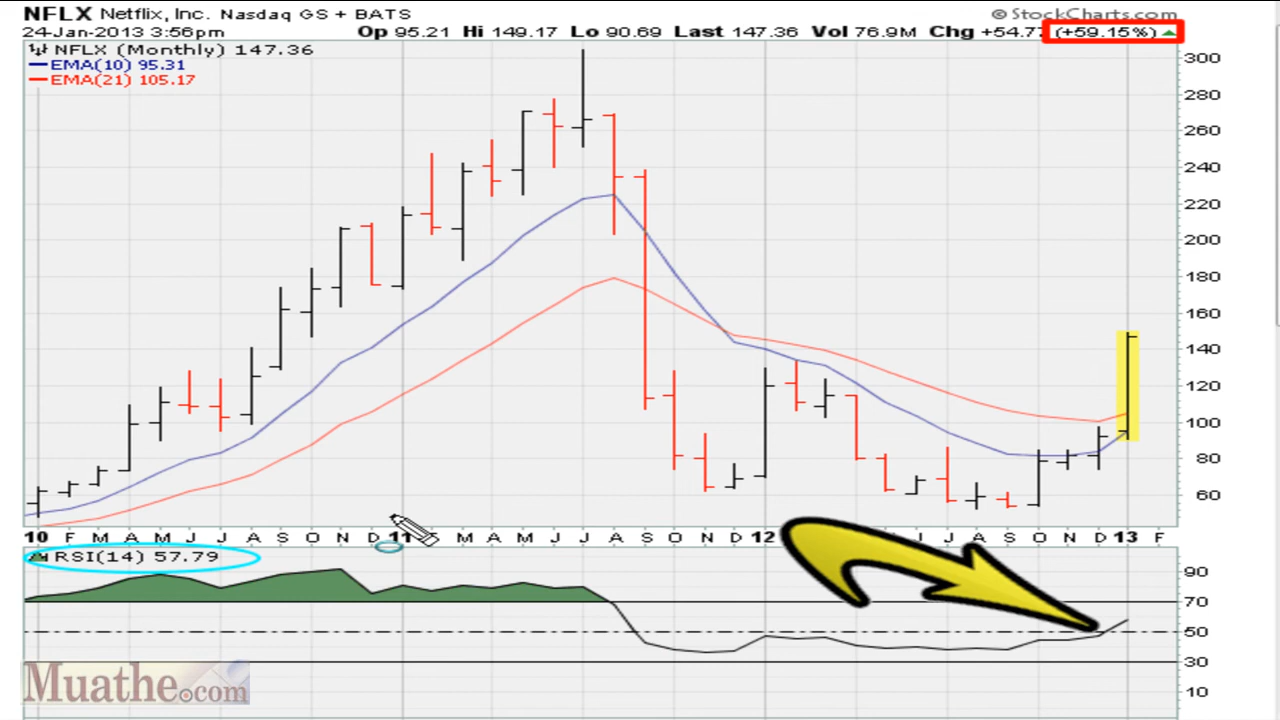 NFLX Netflix, Inc. Nasdaq GS + BATS © StockCharts.com
24-Jan-2013 3:56pm Op 95.21 Hi 149.17 Lo 90.69 Last 147.36 Vol 76.9M Chg +54.77 (+59.15%)
NFLX (Monthly) 147.36
EMA(10) 95.31
EMA(21) 105.17
300
280
260
240
220
200
180
160
140
120
100
80
60
10 F M A M J J A S O N D 11 M A M J J A S O N D 12 O N D 13 F
RSI(14) 57.79
90
70
50
30
10
Muathe.com